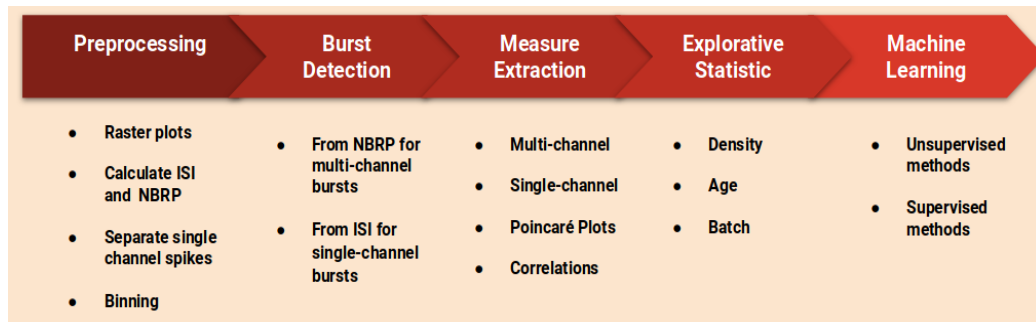 Preprocessing
Burst
Detection
Measure
Extraction
Explorative
Statistic
Machine
Learning
● Raster plots
● Calculate ISI
and NBRP
● Separate single
channel spikes
● Binning
● From NBRP for
multi-channel
bursts
● From ISI for
single-channel
bursts
● Multi-channel
● Single-channel
● Poincaré Plots
● Correlations
● Density
● Age
● Batch
● Unsupervised
methods
● Supervised
methods